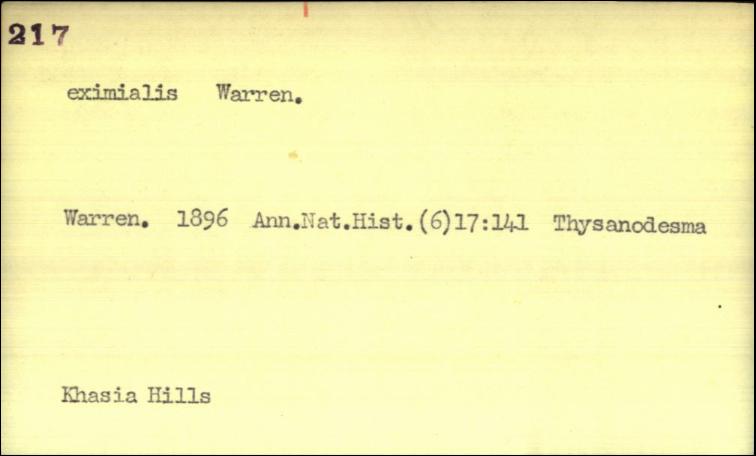 217
eximialis Warren.
Warren. 1896 Ann.Nat.Hist.(6)17:141 Thysanodesma
Khasia Hills